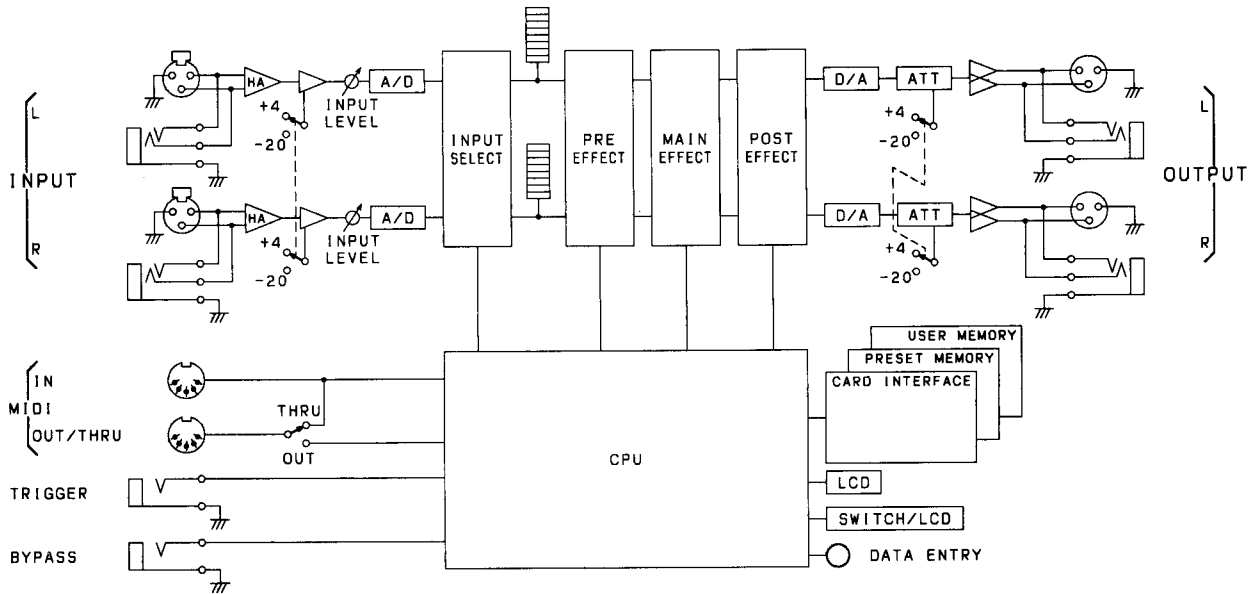 INPUT
L
R
HA
+4
-20°
INPUT
LEVEL
A/D
HA
+4
-20°
INPUT
LEVEL
A/D
INPUT
SELECT
PRE
EFFECT
MAIN
EFFECT
POST
EFFECT
D/A
ATT
+4
-20°
D/A
ATT
+4
-20°
L
OUTPUT
R
MIDI
IN
OUT/THRU
THRU
OUT
TRIGGER
BYPASS
CPU
USER MEMORY
PRESET MEMORY
CARD INTERFACE
LCD
SWITCH/LCD
DATA ENTRY